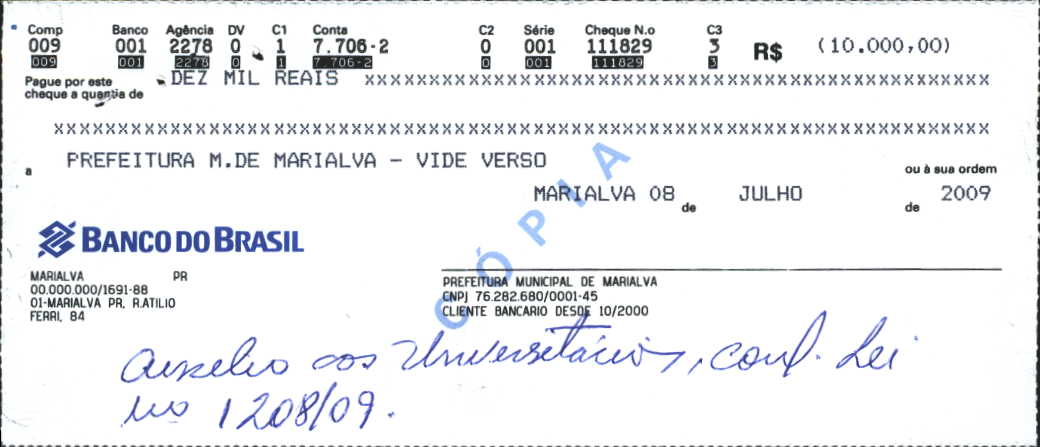 Comp Banco Agência DV C1 Conta C2 Série Cheque N.o C3
009 001 2278 0 1 7.706-2 0 001 111829 3 R$ (10.000,00)
009 001 2278 0 1 7.706-2 0 001 111829 3
Pague por este DEZ MIL REAIS xxxxxxxxxxxxxxxxxxxxxxxxxxxxxxxxxxxxxxxxxxxxxxxxxxxxxxxxx
cheque a quantia de
xxxxxxxxxxxxxxxxxxxxxxxxxxxxxxxxxxxxxxxxxxxxxxxxxxxxxxxxxxxxxxxxxxxxxxxxxxxxxxxxxxxxx
a PREFEITURA M.DE MARIALVA - VIDE VERSO ou à sua ordem
MARIALVA 08 de JULHO de 2009
CÓPIA
BANCO DO BRASIL
MARIALVA PR
00.000.000/1691-88
01-MARIALVA PR. R.ATILIO
FERRI, 84
PREFEITURA MUNICIPAL DE MARIALVA
CNPJ 76.282.680/0001-45
CLIENTE BANCARIO DESDE 10/2000
Auxelio aos Universitários, conf. Lei
no 1208/09.